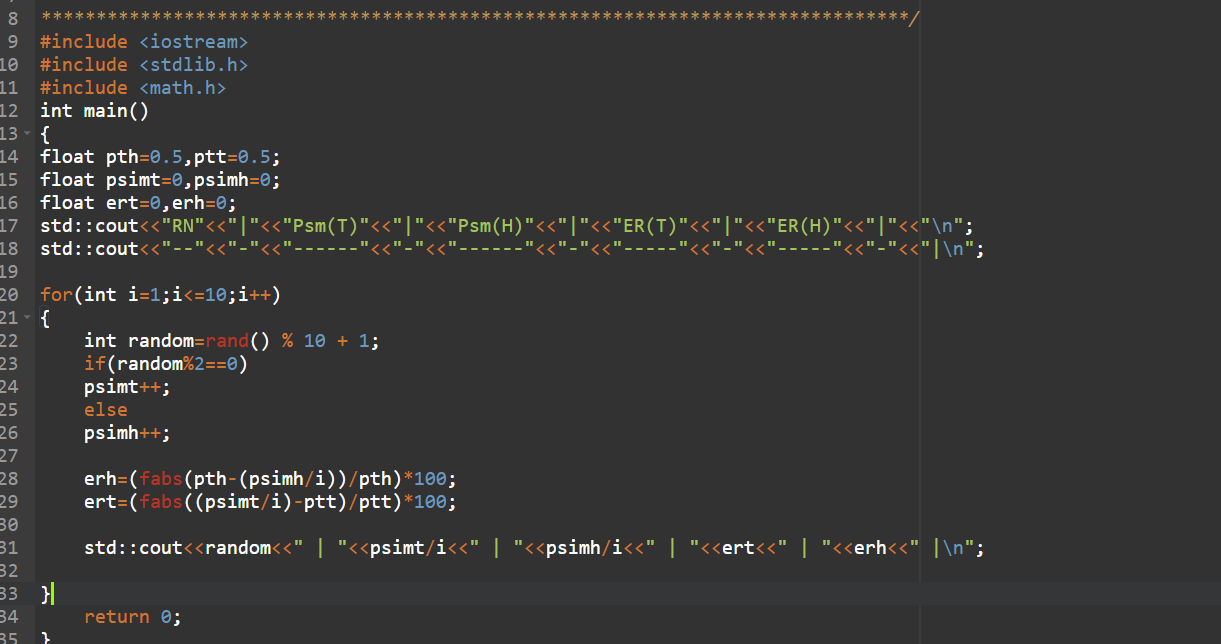 8 *******************************************************************************/
9 #include <iostream>
10 #include <stdlib.h>
11 #include <math.h>
12 int main()
13 {
14 float pth=0.5,ptt=0.5;
15 float psimt=0,psimh=0;
16 float ert=0,erh=0;
17 std::cout<<"RN"<<"|"<<"Psm(T)"<<"|"<<"Psm(H)"<<"|"<<"ER(T)"<<"|"<<"ER(H)"<<"|"<<"\n";
18 std::cout<<"--"<<"-"<<"------"<<"-"<<"------"<<"-"<<"-----"<<"-"<<"-----"<<"-"<<"|\n";
19
20 for(int i=1;i<=10;i++)
21 {
22     int random=rand() % 10 + 1;
23     if(random%2==0)
24     psimt++;
25     else
26     psimh++;
27
28     erh=(fabs(pth-(psimh/i))/pth)*100;
29     ert=(fabs((psimt/i)-ptt)/ptt)*100;
30
31     std::cout<<random<<" | "<<psimt/i<<" | "<<psimh/i<<" | "<<ert<<" | "<<erh<<" |\n";
32
33 }
34     return 0;
35 }